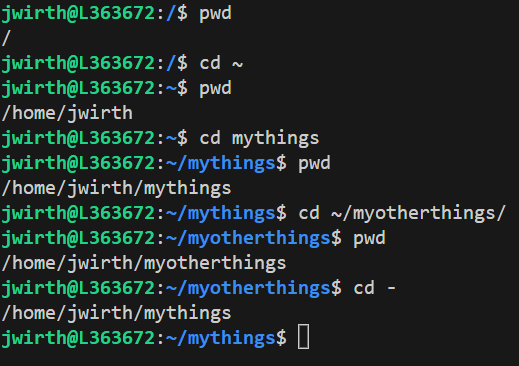 jwirth@L363672:/$ pwd
/
jwirth@L363672:/$ cd ~
jwirth@L363672:~$ pwd
/home/jwirth
jwirth@L363672:~$ cd mythings
jwirth@L363672:~/mythings$ pwd
/home/jwirth/mythings
jwirth@L363672:~/mythings$ cd ~/myotherthings/
jwirth@L363672:~/myotherthings$ pwd
/home/jwirth/myotherthings
jwirth@L363672:~/myotherthings$ cd -
/home/jwirth/mythings
jwirth@L363672:~/mythings$